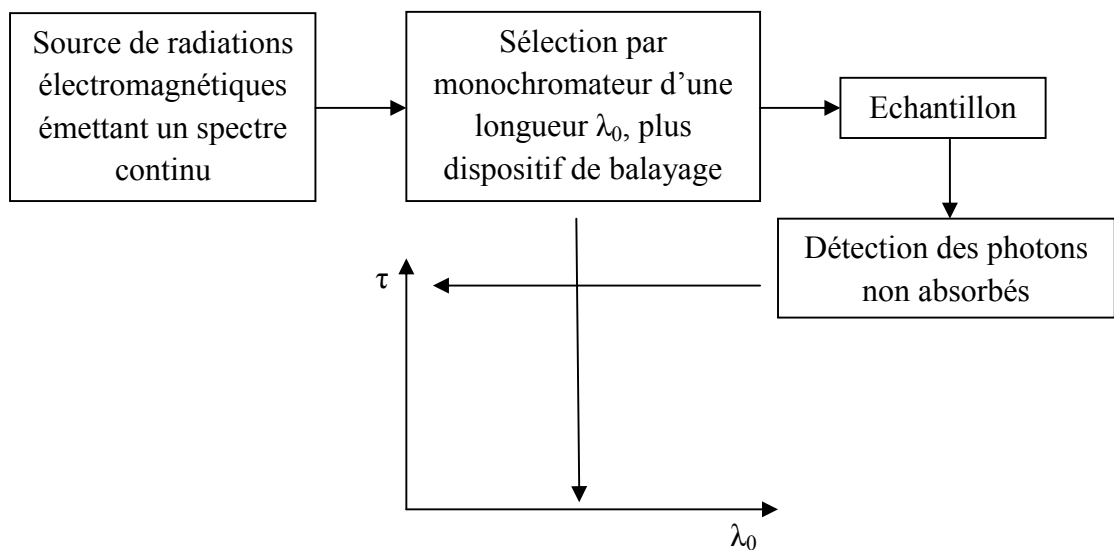 Source de radiations
électromagnétiques
émettant un spectre
continu
Sélection par
monochromateur d’une
longueur λ₀, plus
dispositif de balayage
Echantillon
Détection des photons
non absorbés
τ
λ₀